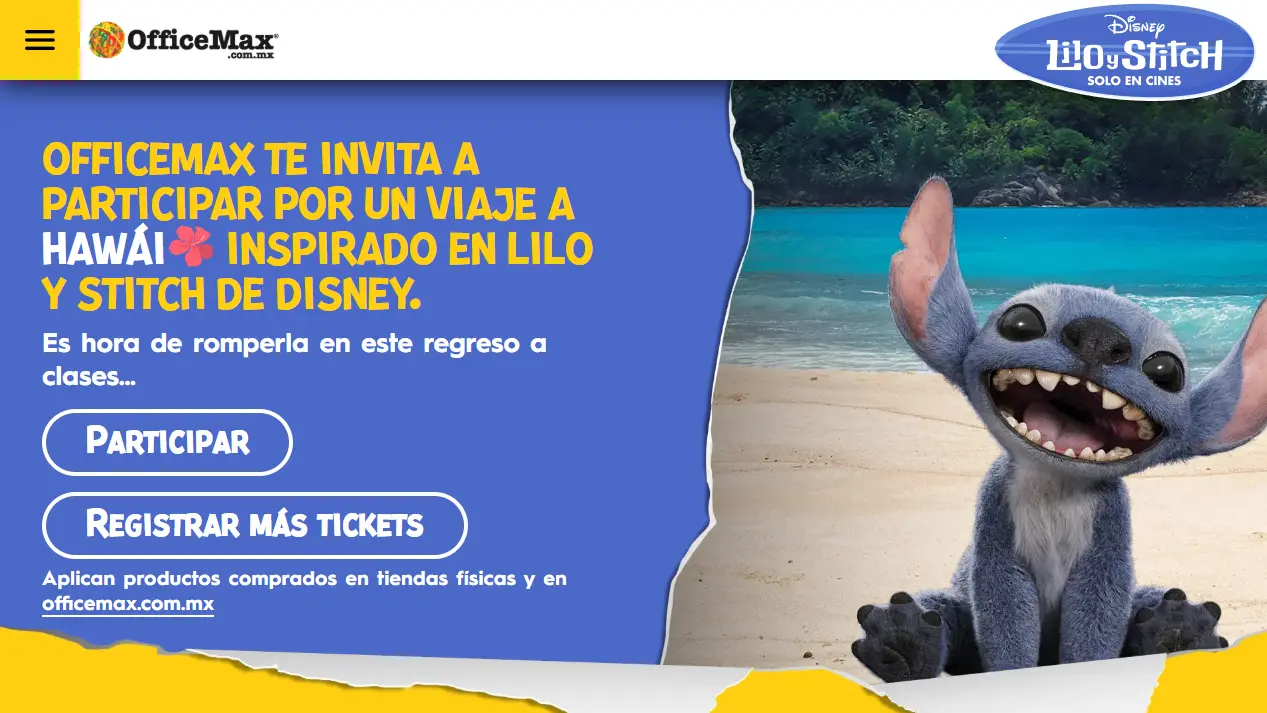 OfficeMax®
.com.mx
Disney
Lilo y Stitch
SOLO EN CINES
OFFICEMAX TE INVITA A
PARTICIPAR POR UN VIAJE A
HAWÁI INSPIRADO EN LILO
Y STITCH DE DISNEY.
Es hora de romperla en este regreso a
clases...
PARTICIPAR
REGISTRAR MÁS TICKETS
Aplican productos comprados en tiendas físicas y en
officemax.com.mx